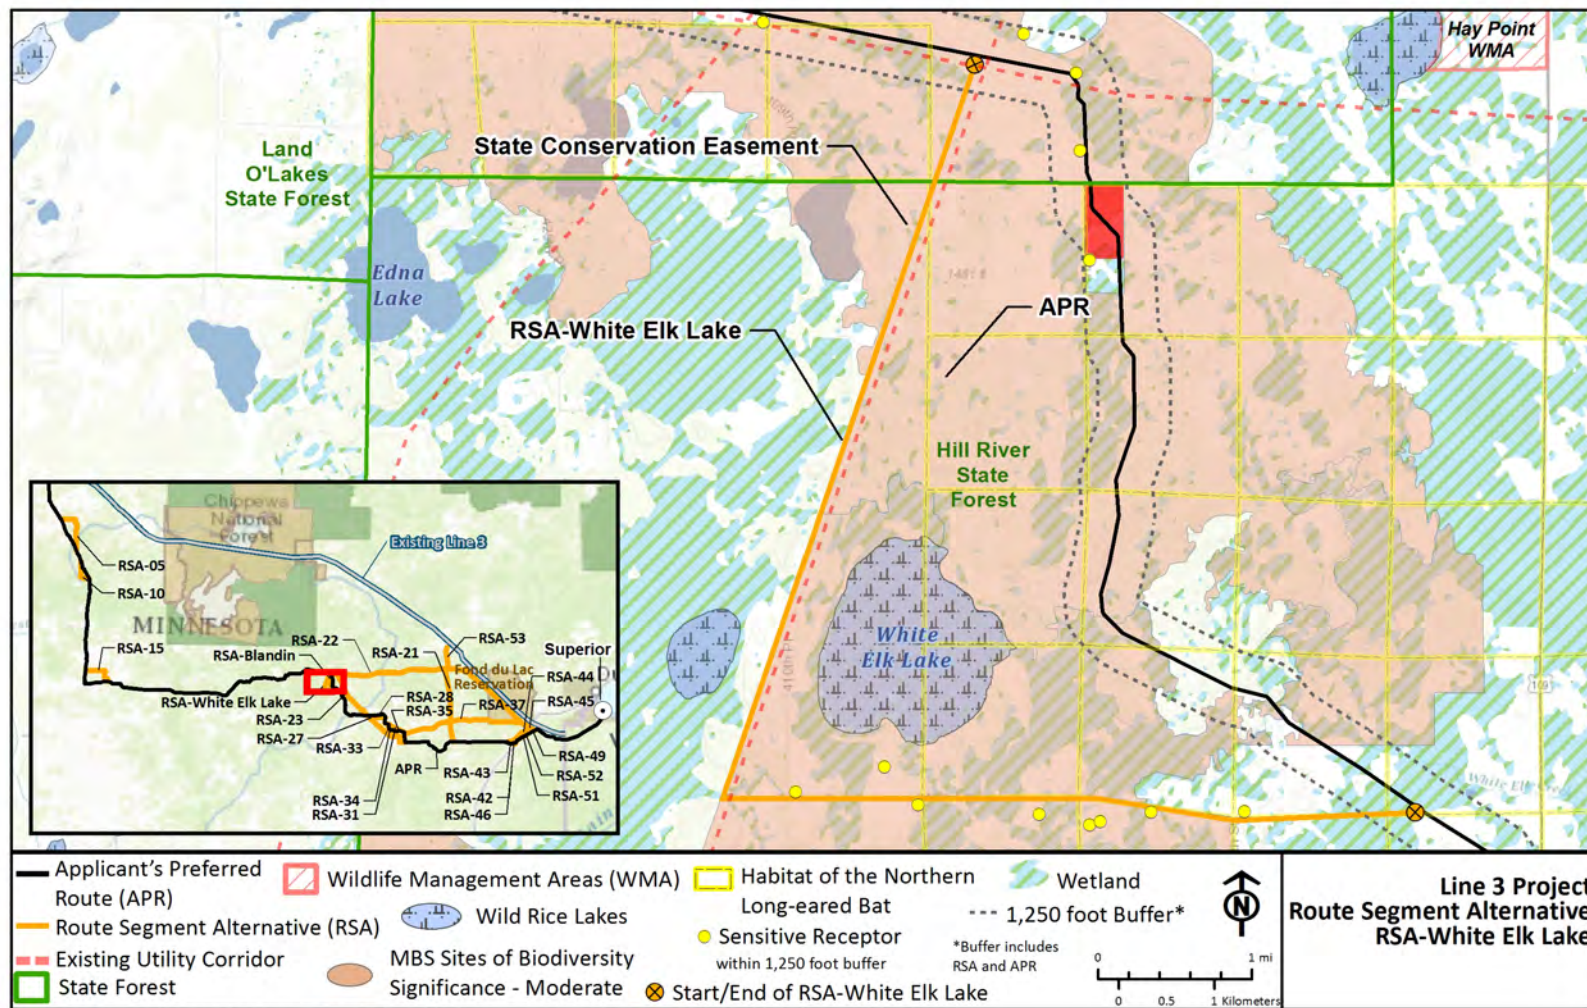 Hay Point
WMA
State Conservation Easement
Land
O'Lakes
State Forest
Edna
Lake
RSA-White Elk Lake
APR
Hill River
State
Forest
White
Elk Lake
410th Pl
109
Chippewa
National
Forest
Existing Line 3
RSA-05
RSA-10
MINNESOTA
RSA-15
RSA-22
RSA-Blandin
RSA-21
RSA-53
Superior
Fond du Lac
Reservation
RSA-44
RSA-45
RSA-White Elk Lake
RSA-28
RSA-35
RSA-37
RSA-23
RSA-27
RSA-33
APR
RSA-43
RSA-49
RSA-52
RSA-51
RSA-34
RSA-31
RSA-42
RSA-46
Applicant's Preferred
Route (APR)
Route Segment Alternative (RSA)
Existing Utility Corridor
State Forest
Wildlife Management Areas (WMA)
Wild Rice Lakes
MBS Sites of Biodiversity
Significance - Moderate
Habitat of the Northern
Long-eared Bat
Sensitive Receptor
within 1,250 foot buffer
Start/End of RSA-White Elk Lake
Wetland
1,250 foot Buffer*
*Buffer includes
RSA and APR
N
0 1 mi
0 0.5 1 Kilometers
Line 3 Project
Route Segment Alternative
RSA-White Elk Lake